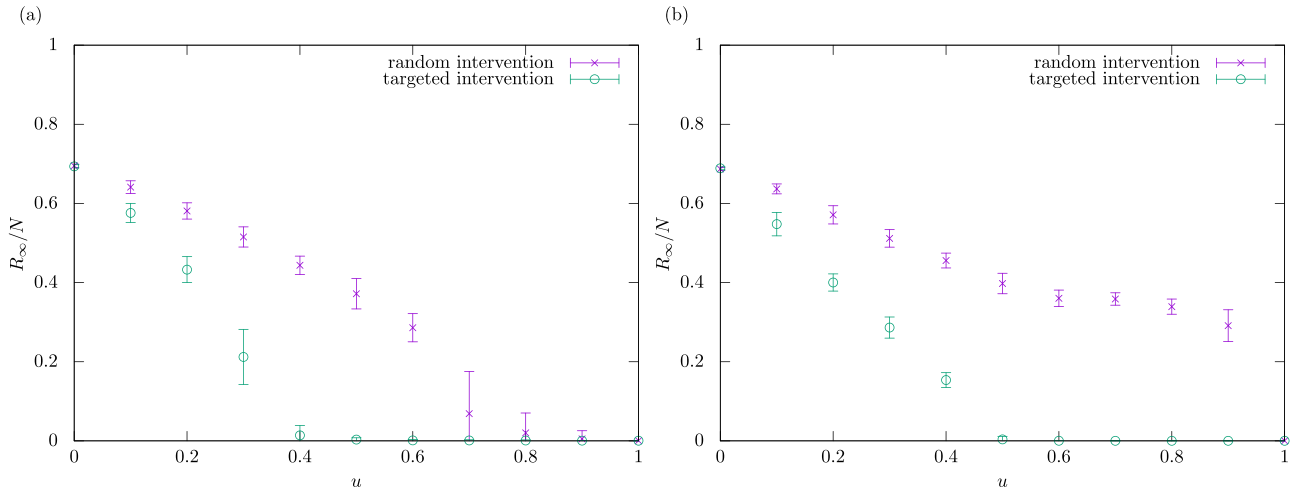 (a)
random intervention
targeted intervention
1
0.8
0.6
0.4
0.2
0
R∞/N
0 0.2 0.4 0.6 0.8 1
u
(b)
random intervention
targeted intervention
1
0.8
0.6
0.4
0.2
0
R∞/N
0 0.2 0.4 0.6 0.8 1
u